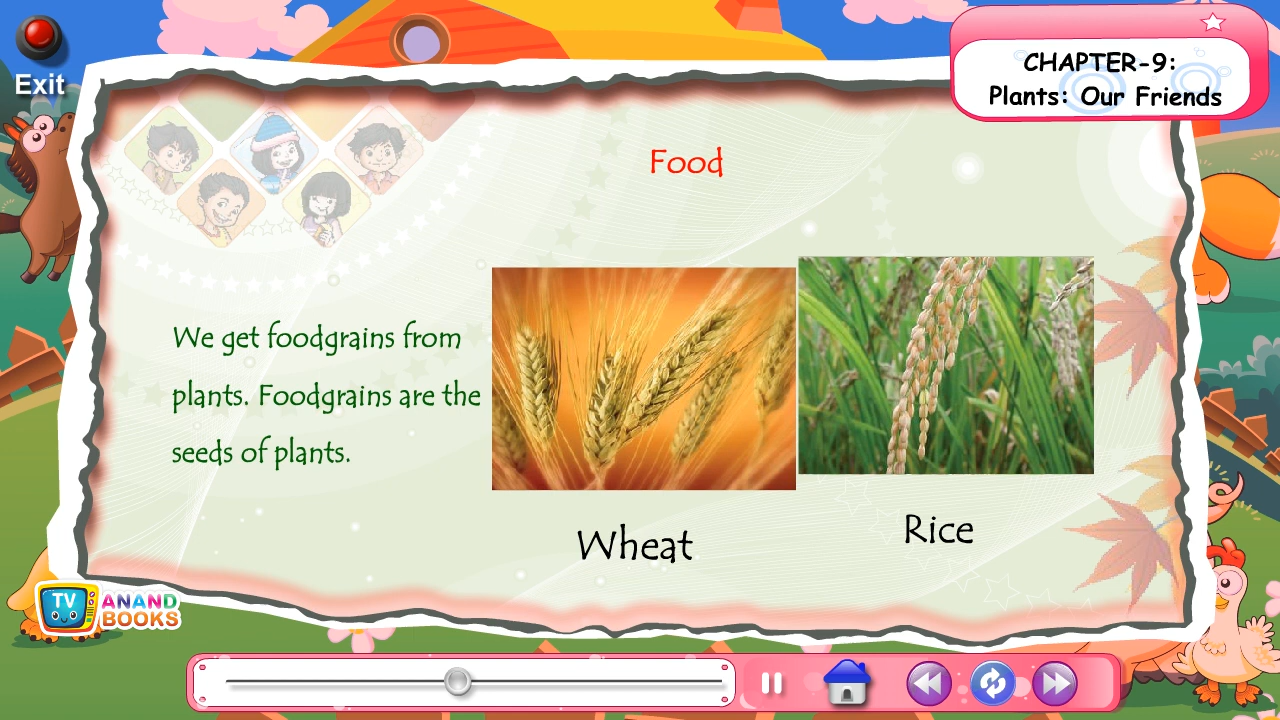 Exit
CHAPTER-9:
Plants: Our Friends
Food
We get foodgrains from
plants. Foodgrains are the
seeds of plants.
Wheat
Rice
TV
ANAND
BOOKS